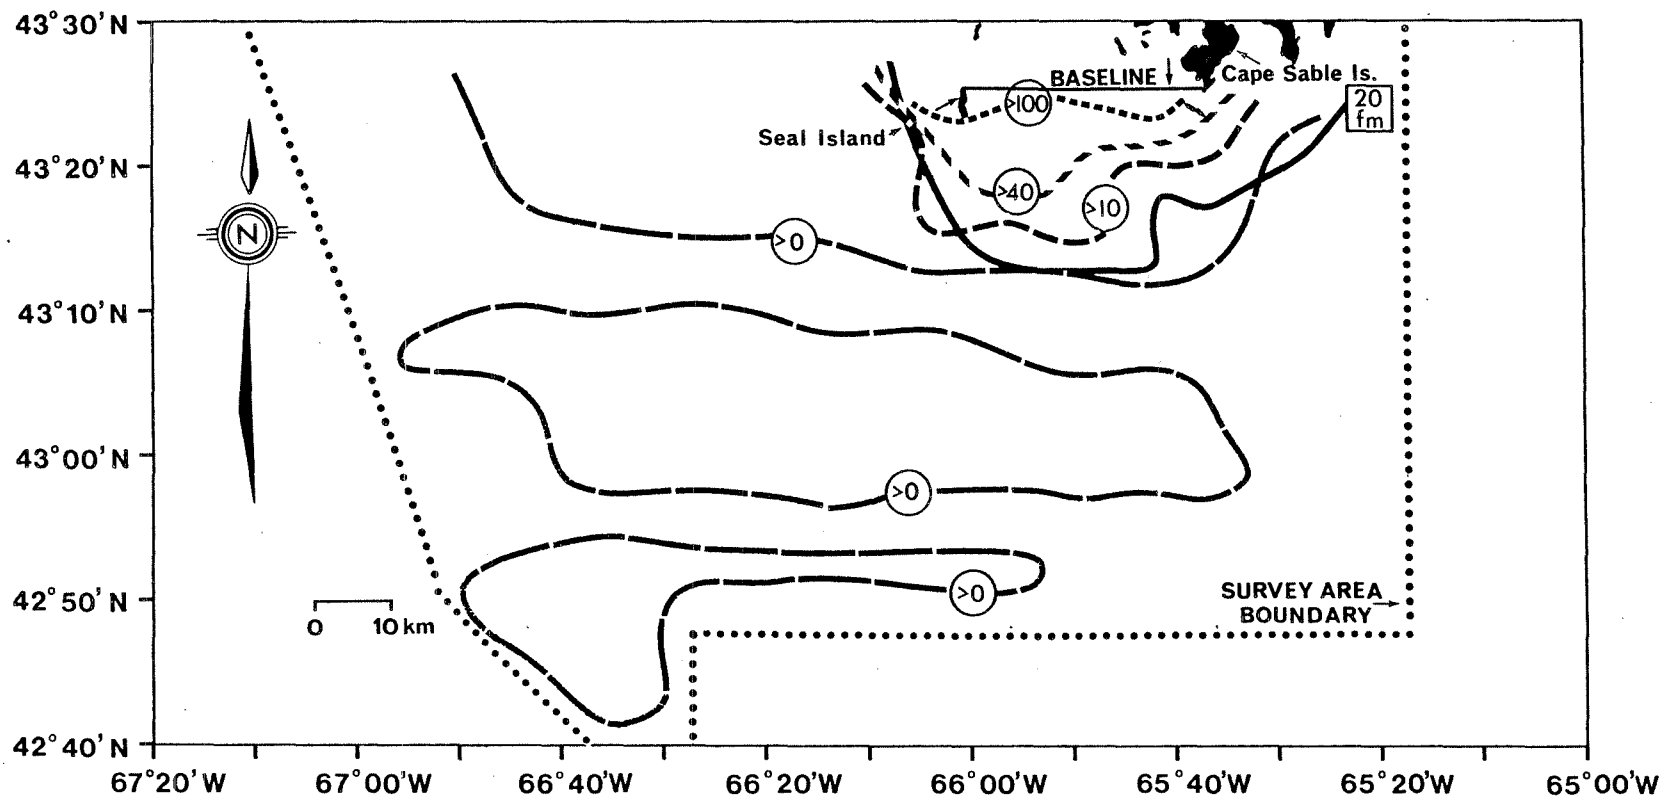 43°30'N
BASELINE
Cape Sable Is.
>100
20
fm
Seal Island
43°20'N
>40
>10
N
>0
43°10'N
43°00'N
>0
42°50'N
>0
SURVEY AREA
BOUNDARY
0 10 km
42°40'N
67°20'W 67°00'W 66°40'W 66°20'W 66°00'W 65°40'W 65°20'W 65°00'W